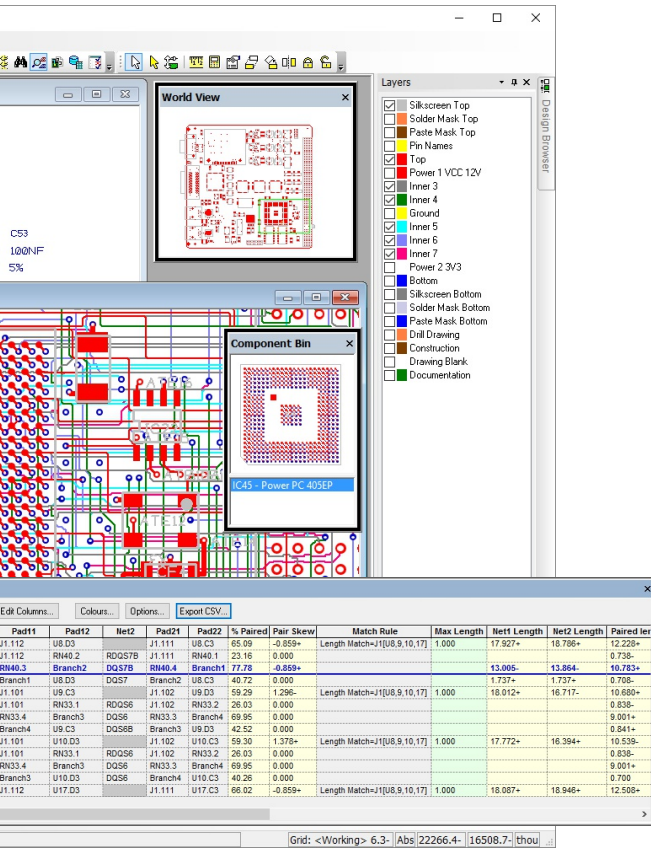 World View
C53
100NF
5%
Layers
Silkscreen Top
Solder Mask Top
Paste Mask Top
Pin Names
Top
Power 1 VCC 12V
Inner 3
Inner 4
Ground
Inner 5
Inner 6
Inner 7
Power 2 3V3
Bottom
Silkscreen Bottom
Solder Mask Bottom
Paste Mask Bottom
Drill Drawing
Construction
Drawing Blank
Documentation
Design Browser
Component Bin
IC45 - Power PC 405EP
Edit Columns... Colours... Options... Export CSV...
Pad11 Pad12 Net2 Pad21 Pad22 % Paired Pair Skew Match Rule Max Length Net1 Length Net2 Length Paired len
J1.112 U8.D3 J1.111 U8.C3 65.09 -0.859+ Length Match=J1[U8,9,10,17] 1.000 17.927+ 18.786+ 12.228+
J1.112 RN40.2 RDQS7B J1.111 RN40.1 23.16 0.000 0.738-
RN40.3 Branch2 DQS7B RN40.4 Branch1 77.78 -0.859+ 13.005- 13.864- 10.783+
Branch1 U8.D3 DQS7 Branch2 U8.C3 40.72 0.000 1.737+ 1.737+ 0.708-
J1.101 U9.C3 J1.102 U9.D3 59.29 1.296- Length Match=J1[U8,9,10,17] 1.000 18.012+ 16.717- 10.680+
J1.101 RN33.1 RDQS6 J1.102 RN33.2 26.03 0.000 0.838-
RN33.4 Branch3 DQS6 RN33.3 Branch4 69.95 0.000 9.001+
Branch4 U9.C3 DQS6B Branch3 U9.D3 42.52 0.000 0.841+
J1.101 U10.D3 J1.102 U10.C3 59.30 1.378+ Length Match=J1[U8,9,10,17] 1.000 17.772+ 16.394+ 10.539-
J1.101 RN33.1 RDQS6 J1.102 RN33.2 26.03 0.000 0.838-
RN33.4 Branch3 DQS6 RN33.3 Branch4 69.95 0.000 9.001+
Branch3 U10.D3 DQS6 Branch4 U10.C3 40.26 0.000 0.700
J1.112 U17.D3 J1.111 U17.C3 66.02 -0.859+ Length Match=J1[U8,9,10,17] 1.000 18.087+ 18.946+ 12.508+
Grid: <Working> 6.3- Abs 22266.4- 16508.7- thou